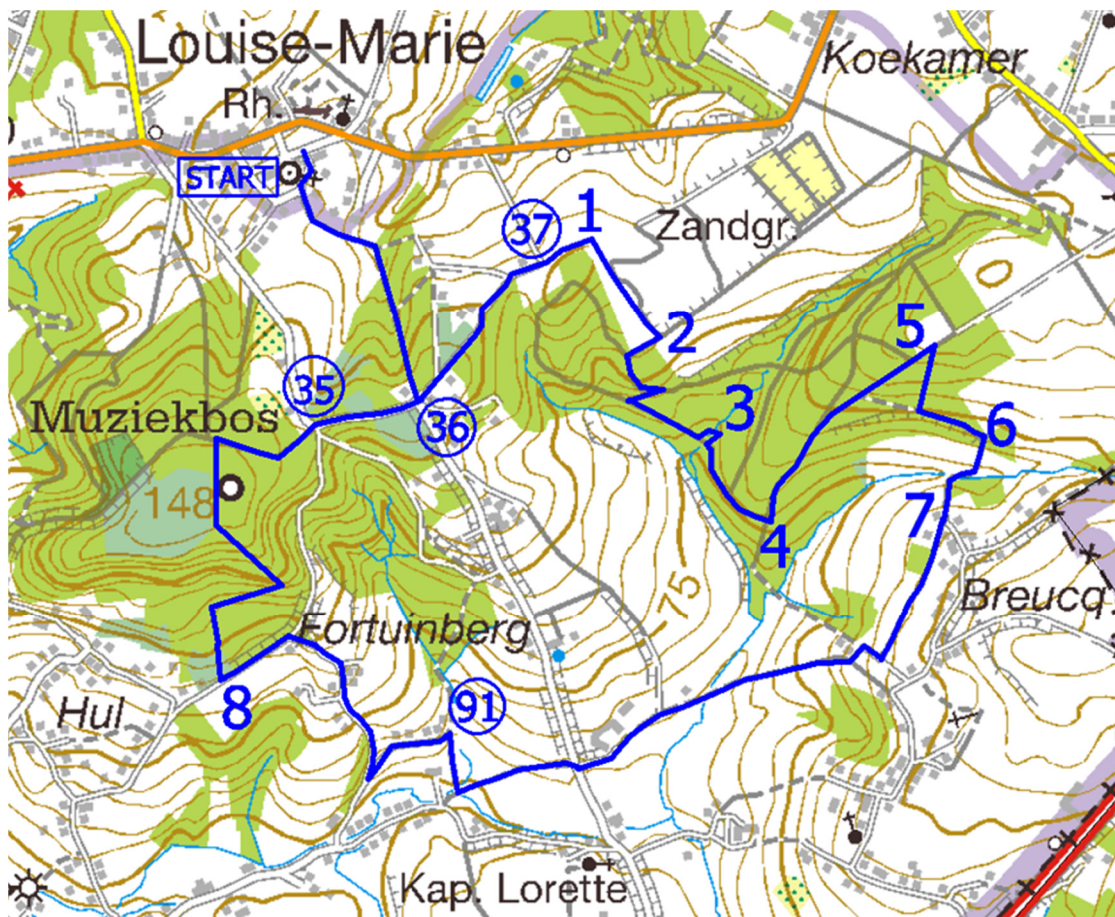 Louise-Marie
Koekamer
Rh.
START
37
1
Zandgr.
2
5
35
3
Muziekbos
36
6
148
7
4
75
Breucq.
Fortuinberg
Hul
8
91
Kap. Lorette